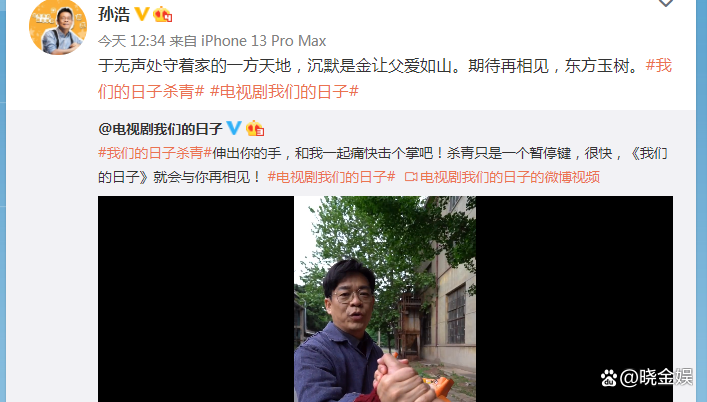 孙浩
今天 12:34 来自 iPhone 13 Pro Max
于无声处守着家的一方天地，沉默是金让父爱如山。期待再相见，东方玉树。#我
们的日子杀青# #电视剧我们的日子#
@电视剧我们的日子
#我们的日子杀青#伸出你的手，和我一起痛快击个掌吧！杀青只是一个暂停键，很快，《我们
的日子》就会与你再相见！ #电视剧我们的日子# 电视剧我们的日子的微博视频
du @晓金娱